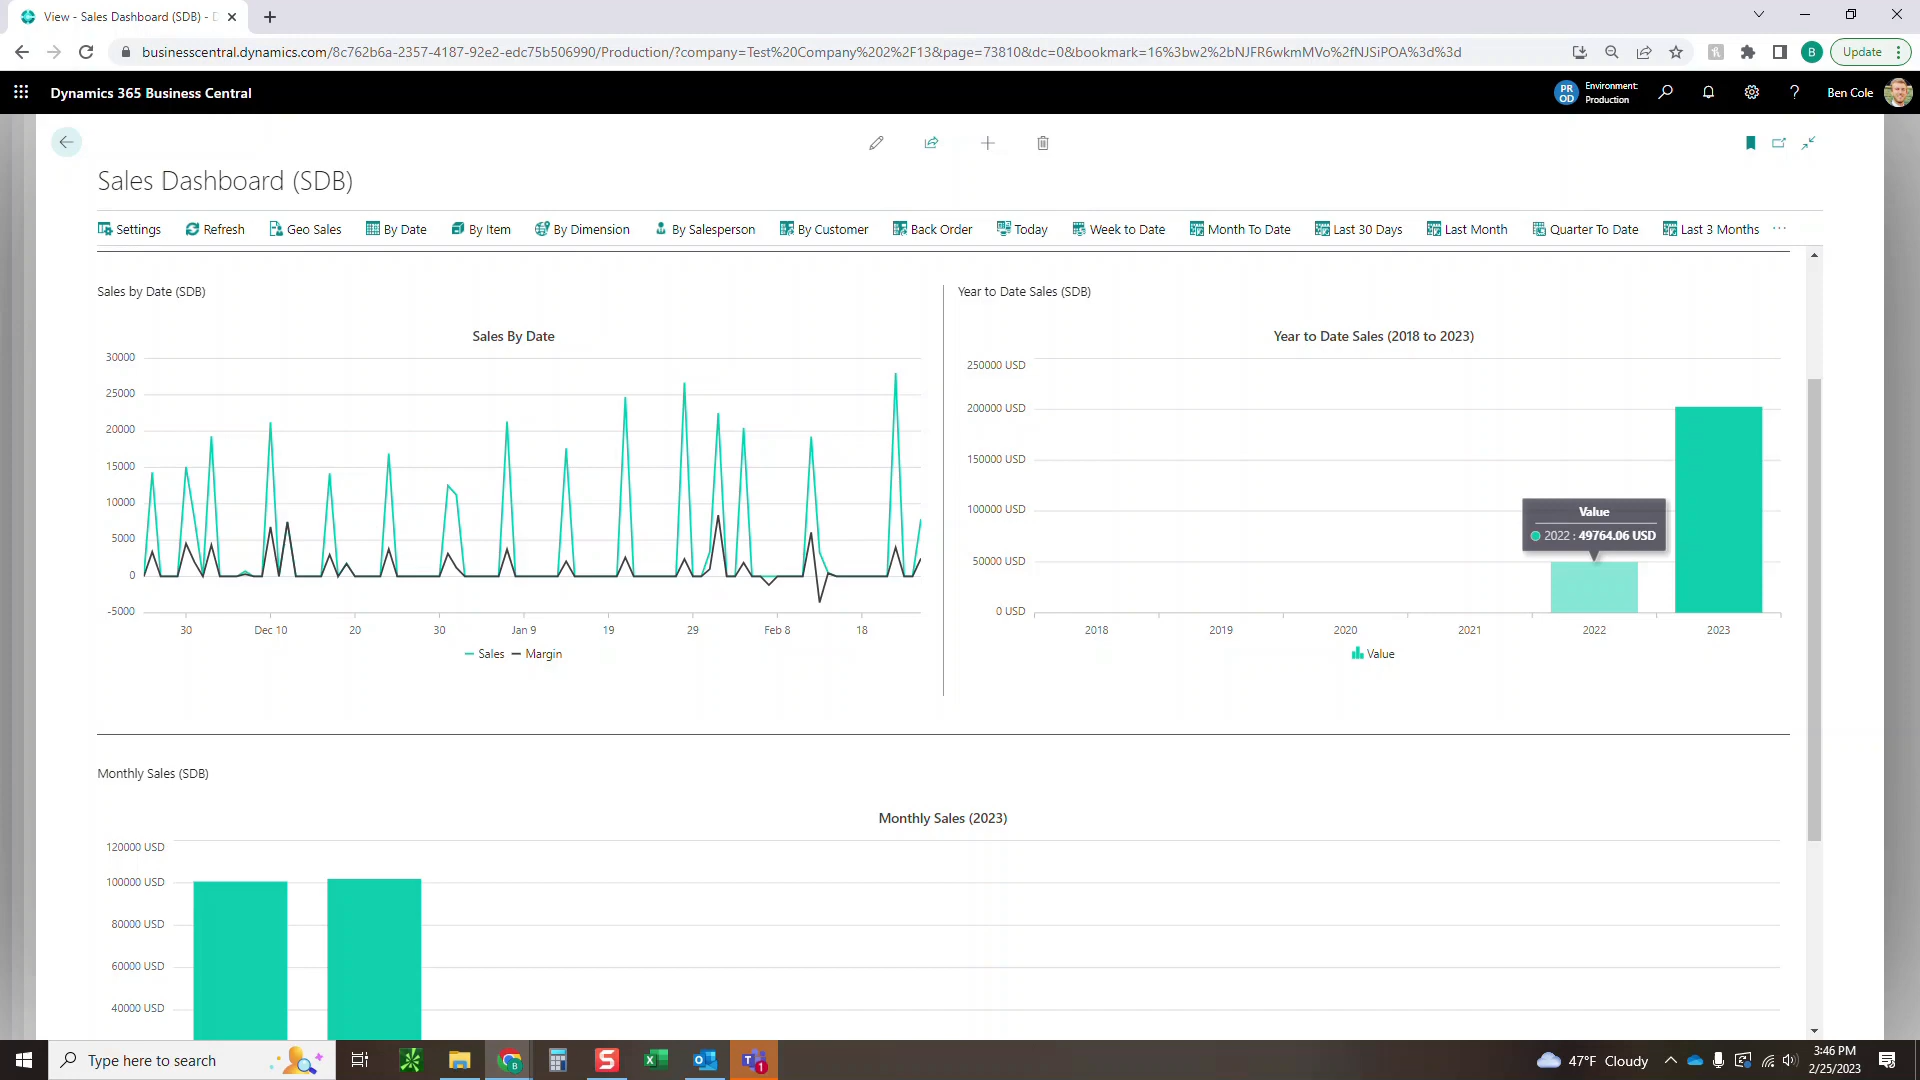 View - Sales Dashboard (SDB) -
businesscentral.dynamics.com/8c762b6a-2357-4187-92e2-edc75b506990/Production/?company=Test%20Company%202%2F13&page=73810&dc=0&bookmark=16%3bw2%2bNJFR6wkmMVo%2fNJSiPOA%3d%3d
B
Update
Dynamics 365 Business Central
PR
OD
Environment:
Production
?
Ben Cole
Sales Dashboard (SDB)
Settings Refresh Geo Sales By Date By Item By Dimension By Salesperson By Customer Back Order Today Week to Date Month To Date Last 30 Days Last Month Quarter To Date Last 3 Months ...
Sales by Date (SDB)
Sales By Date
30000
25000
20000
15000
10000
5000
0
-5000
30 Dec 10 20 30 Jan 9 19 29 Feb 8 18
Sales Margin
Year to Date Sales (SDB)
Year to Date Sales (2018 to 2023)
250000 USD
200000 USD
150000 USD
100000 USD
50000 USD
0 USD
Value
2022 : 49764.06 USD
2018 2019 2020 2021 2022 2023
Value
Monthly Sales (SDB)
Monthly Sales (2023)
120000 USD
100000 USD
80000 USD
60000 USD
40000 USD
Type here to search
47°F Cloudy
3:46 PM
2/25/2023